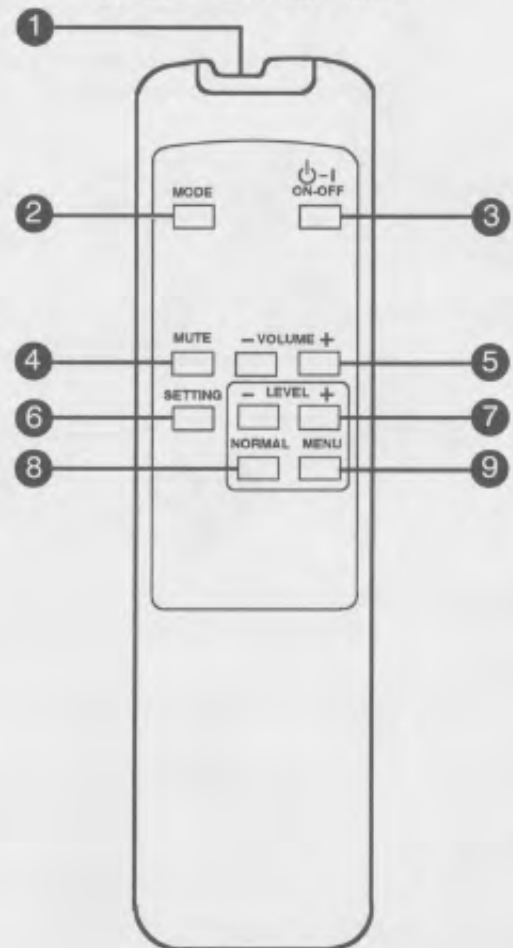 1
⏻-I
MODE ON-OFF
2 3
MUTE - VOLUME +
4 5
SETTING - LEVEL +
6 7
NORMAL MENU
8 9